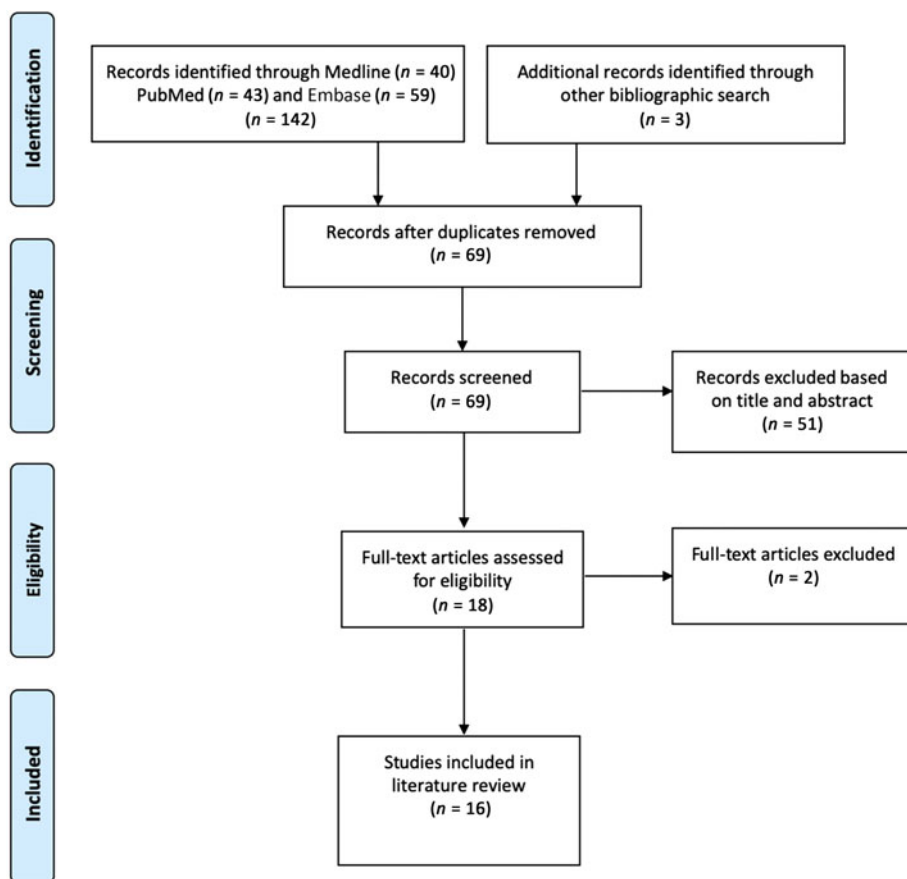 Identification
Records identified through Medline (n = 40)
PubMed (n = 43) and Embase (n = 59)
(n = 142)
Additional records identified through
other bibliographic search
(n = 3)
Records after duplicates removed
(n = 69)
Screening
Records screened
(n = 69)
Records excluded based
on title and abstract
(n = 51)
Eligibility
Full-text articles assessed
for eligibility
(n = 18)
Full-text articles excluded
(n = 2)
Included
Studies included in
literature review
(n = 16)